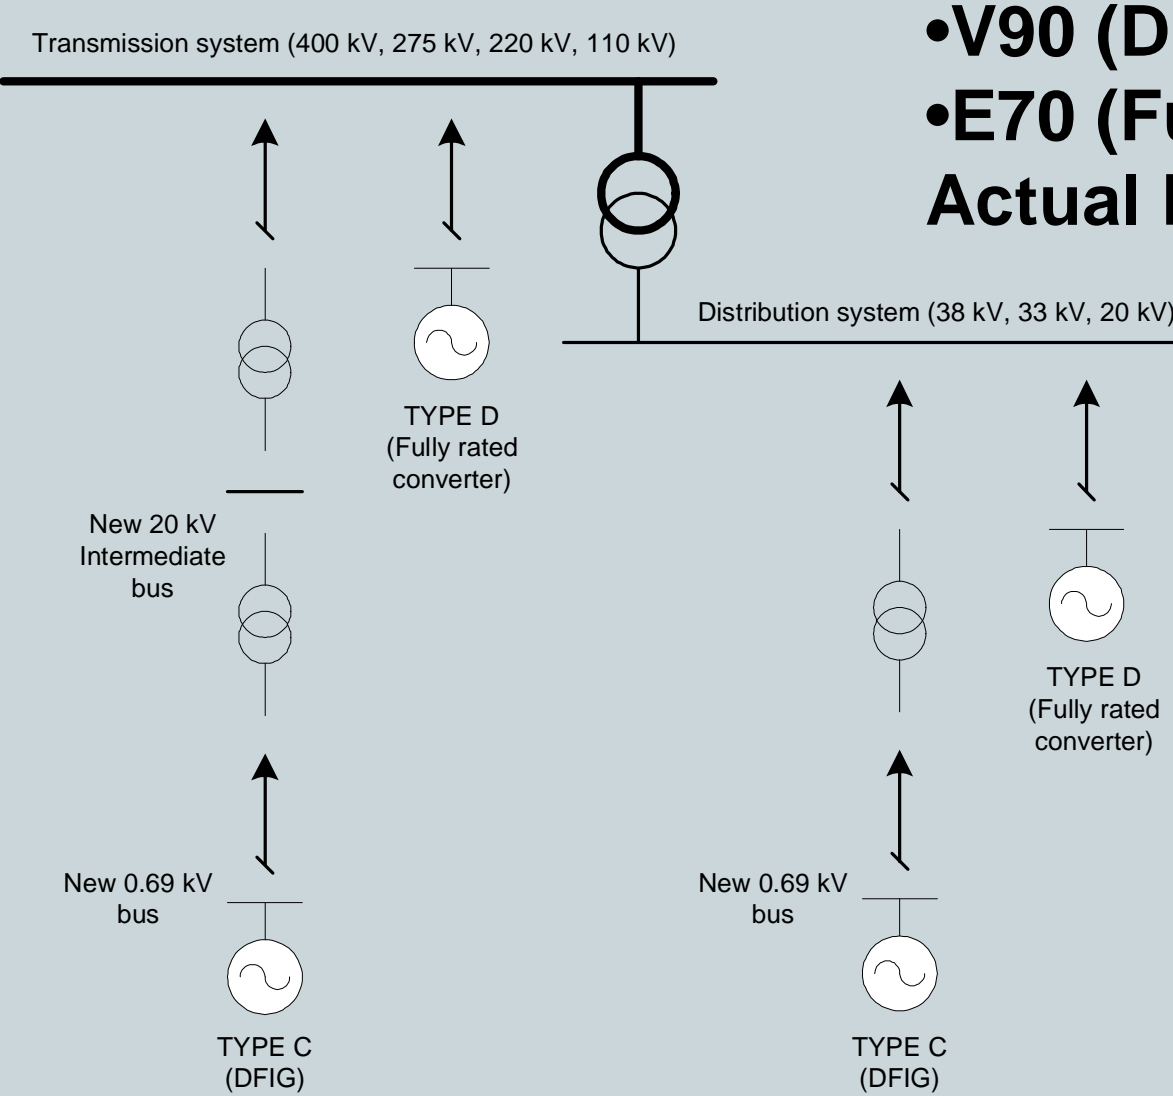 Transmission system (400 kV, 275 kV, 220 kV, 110 kV)
•V90 (D
•E70 (Fu
Actual
Distribution system (38 kV, 33 kV, 20 kV)
TYPE D
(Fully rated
converter)
New 20 kV
Intermediate
bus
TYPE D
(Fully rated
converter)
New 0.69 kV
bus
New 0.69 kV
bus
TYPE C
(DFIG)
TYPE C
(DFIG)